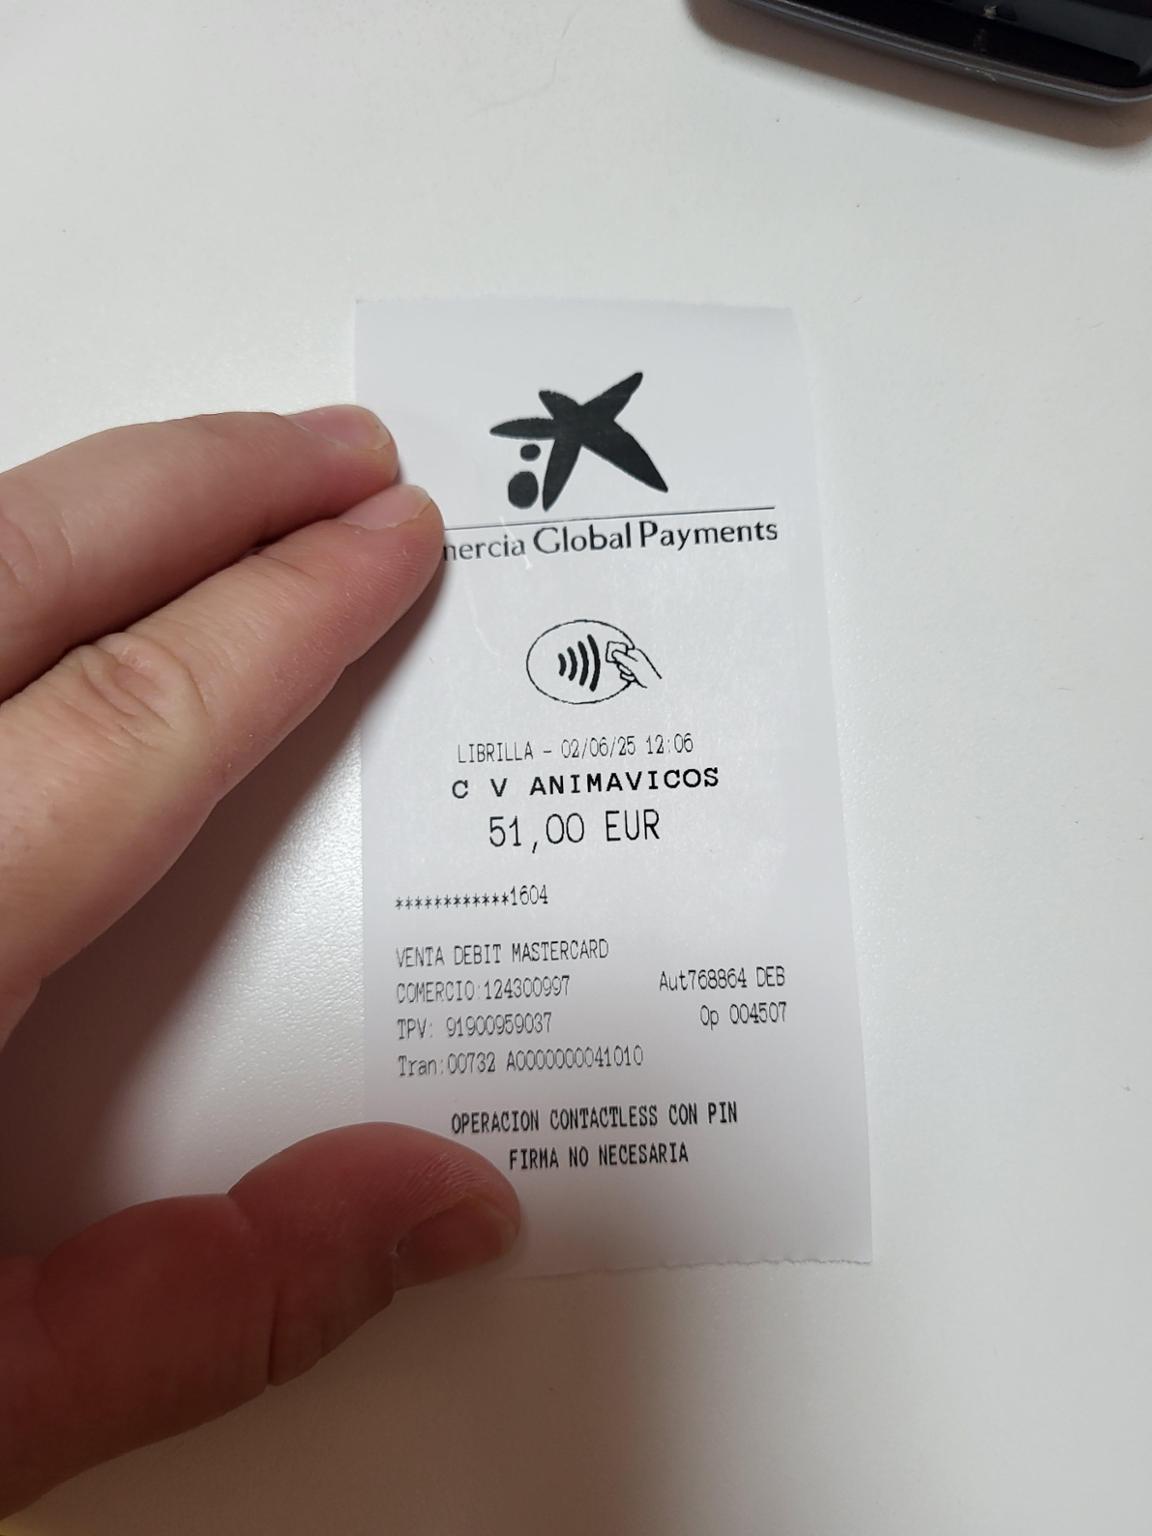 Global Payments
LIBRILLA - 02/06/25 12:06
C V ANIMAVICOS
51,00 EUR
************1604
VENTA DEBIT MASTERCARD
COMERCIO:124300997 Aut768864 DEB
TPV: 91900959037 Op 004507
Tran:00732 A0000000041010
OPERACION CONTACTLESS CON PIN
FIRMA NO NECESARIA